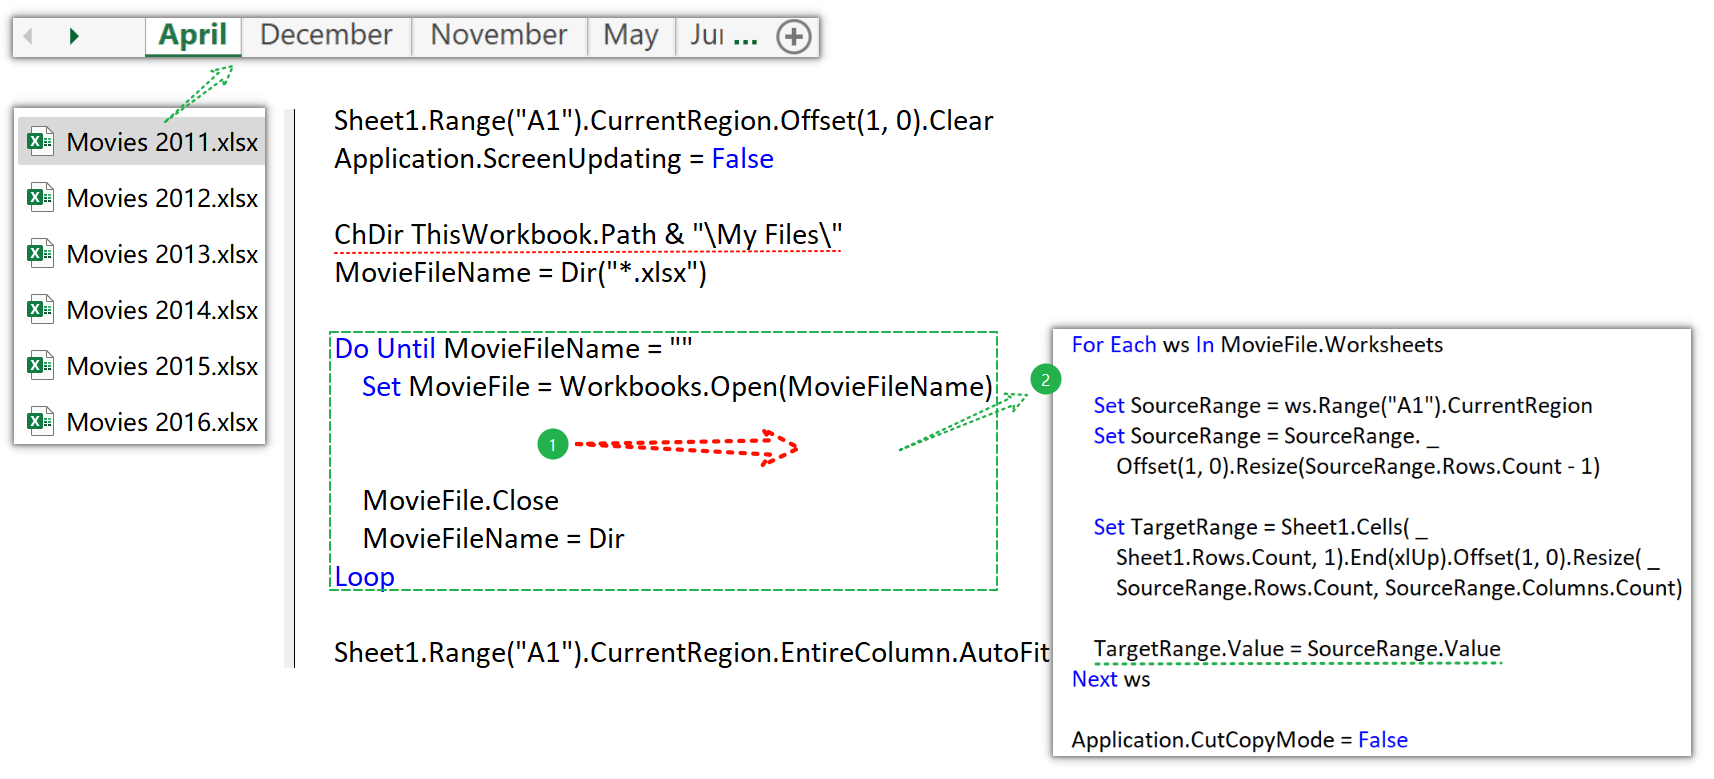 April December November May Jur ...
Movies 2011.xlsx
Movies 2012.xlsx
Movies 2013.xlsx
Movies 2014.xlsx
Movies 2015.xlsx
Movies 2016.xlsx
Sheet1.Range("A1").CurrentRegion.Offset(1, 0).Clear
Application.ScreenUpdating = False
ChDir ThisWorkbook.Path & "\My Files\"
MovieFileName = Dir("*.xlsx")
Do Until MovieFileName = ""
Set MovieFile = Workbooks.Open(MovieFileName)
1
MovieFile.Close
MovieFileName = Dir
Loop
Sheet1.Range("A1").CurrentRegion.EntireColumn.AutoFit
2
For Each ws In MovieFile.Worksheets
Set SourceRange = ws.Range("A1").CurrentRegion
Set SourceRange = SourceRange. _
Offset(1, 0).Resize(SourceRange.Rows.Count - 1)
Set TargetRange = Sheet1.Cells( _
Sheet1.Rows.Count, 1).End(xlUp).Offset(1, 0).Resize( _
SourceRange.Rows.Count, SourceRange.Columns.Count)
TargetRange.Value = SourceRange.Value
Next ws
Application.CutCopyMode = False